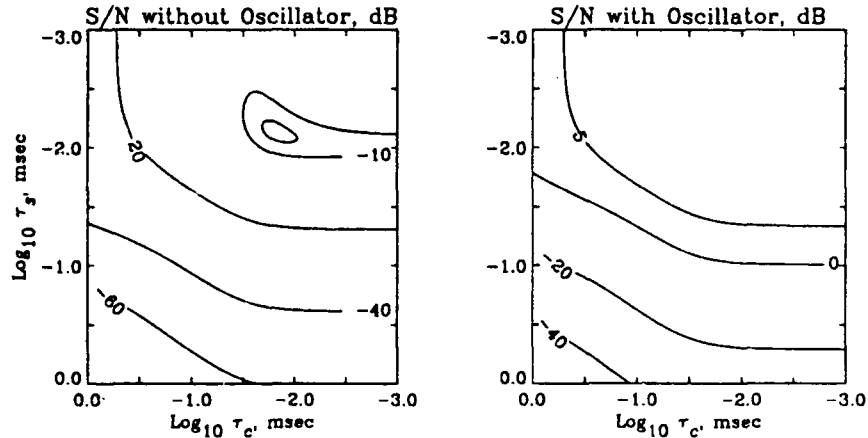 S/N without Oscillator, dB
-3.0
-2.0
-1.0
0.0
Log10 τs, msec
20
-10
-40
-60
0.0 -1.0 -2.0 -3.0
Log10 τc, msec
S/N with Oscillator, dB
-3.0
-2.0
-1.0
0.0
5
0
-20
-40
0.0 -1.0 -2.0 -3.0
Log10 τc, msec